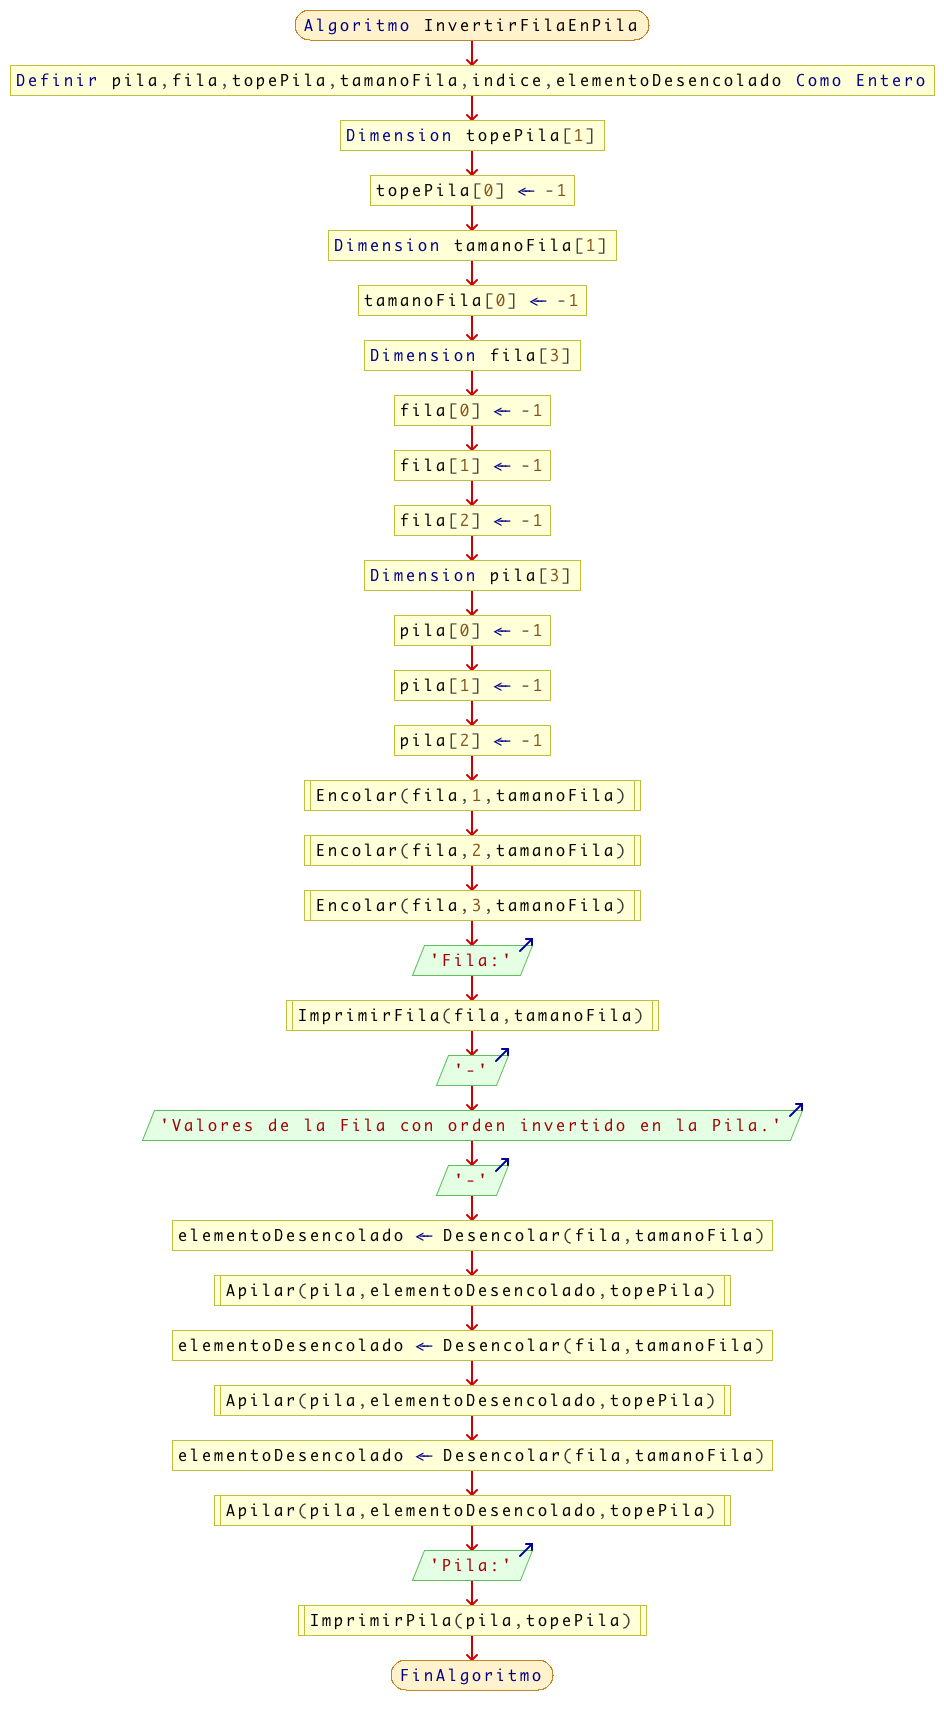 Algoritmo InvertirFilaEnPila
Definir pila,fila,topePila,tamanoFila,indice,elementoDesencolado Como Entero
Dimension topePila[1]
topePila[0] ← -1
Dimension tamanoFila[1]
tamanoFila[0] ← -1
Dimension fila[3]
fila[0] ← -1
fila[1] ← -1
fila[2] ← -1
Dimension pila[3]
pila[0] ← -1
pila[1] ← -1
pila[2] ← -1
Encolar(fila,1,tamanoFila)
Encolar(fila,2,tamanoFila)
Encolar(fila,3,tamanoFila)
'Fila:'
ImprimirFila(fila,tamanoFila)
'-'
'Valores de la Fila con orden invertido en la Pila.'
'-'
elementoDesencolado ← Desencolar(fila,tamanoFila)
Apilar(pila,elementoDesencolado,topePila)
elementoDesencolado ← Desencolar(fila,tamanoFila)
Apilar(pila,elementoDesencolado,topePila)
elementoDesencolado ← Desencolar(fila,tamanoFila)
Apilar(pila,elementoDesencolado,topePila)
'Pila:'
ImprimirPila(pila,topePila)
FinAlgoritmo